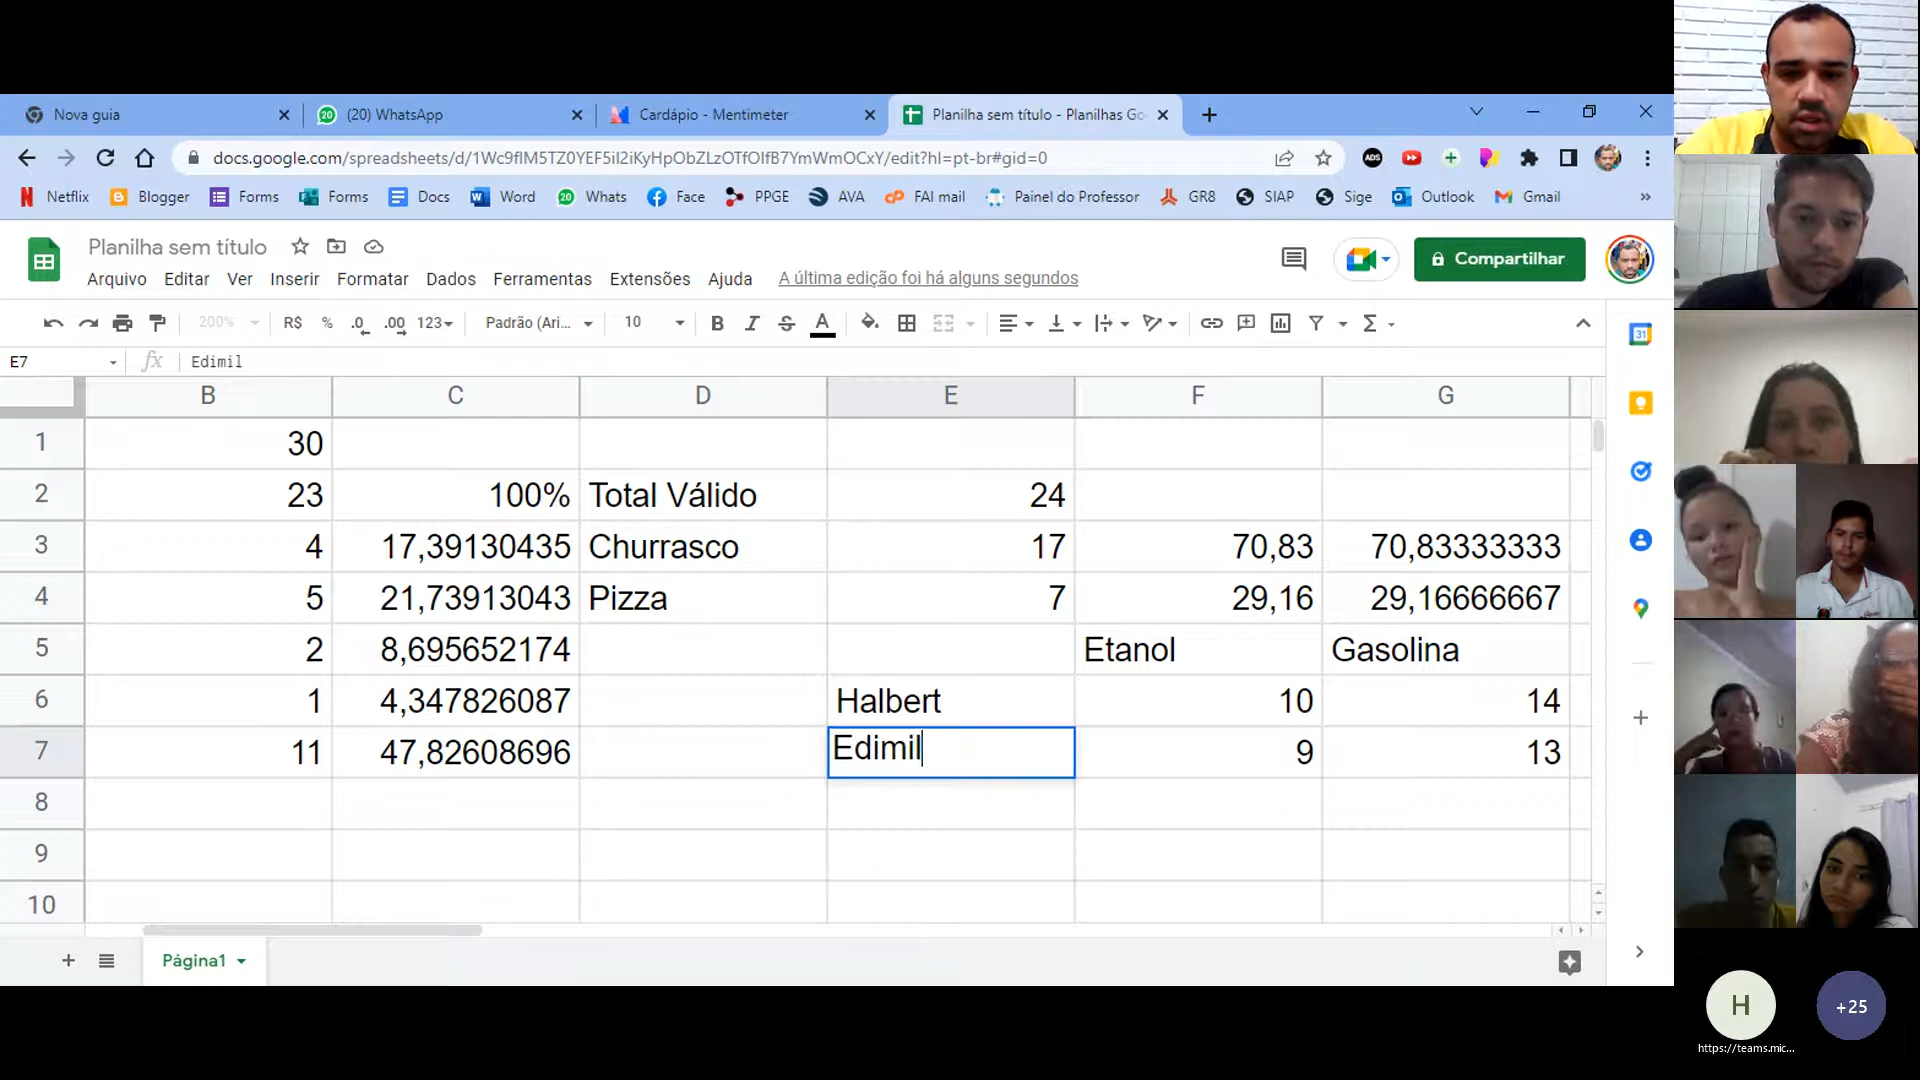 Nova guia
(20) WhatsApp
Cardápio - Mentimeter
Planilha sem título - Planilhas Go
docs.google.com/spreadsheets/d/1Wc9flM5TZ0YEF5il2iKyHpObZLzOTfOlfB7YmWmOCxY/edit?hl=pt-br#gid=0
ADS
Netflix
Blogger
Forms
Forms
Docs
Word
20 Whats
Face
PPGE
AVA
FAI mail
Painel do Professor
GR8
SIAP
Sige
Outlook
Gmail
»
Planilha sem título
Compartilhar
Arquivo Editar Ver Inserir Formatar Dados Ferramentas Extensões Ajuda
A última edição foi há alguns segundos
200% R$ % .0 .00 123 Padrão (Ari... 10 B I S A Σ
E7 fx Edimil
B C D E F G
1 30
2 23 100% Total Válido 24
3 4 17,39130435 Churrasco 17 70,83 70,83333333
4 5 21,73913043 Pizza 7 29,16 29,16666667
5 2 8,695652174 Etanol Gasolina
6 1 4,347826087 Halbert 10 14
7 11 47,82608696 Edimil 9 13
8
9
10
Página1
31
H
+25
https://teams.mic...